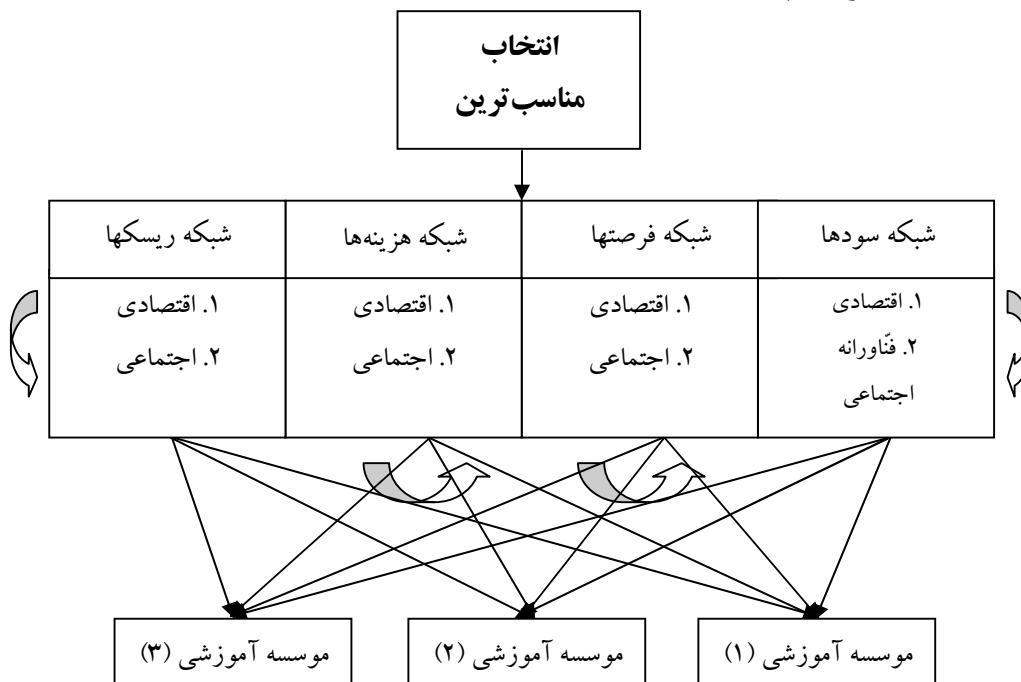 انتخاب
مناسب‌ترین
شبکه سودها
شبکه فرصتها
شبکه هزینه‌ها
شبکه ریسکها
۱. اقتصادی
۲. فنّاورانه
اجتماعی
۱. اقتصادی
۲. اجتماعی
۱. اقتصادی
۲. اجتماعی
۱. اقتصادی
۲. اجتماعی
موسسه آموزشی (۱)
موسسه آموزشی (۲)
موسسه آموزشی (۳)